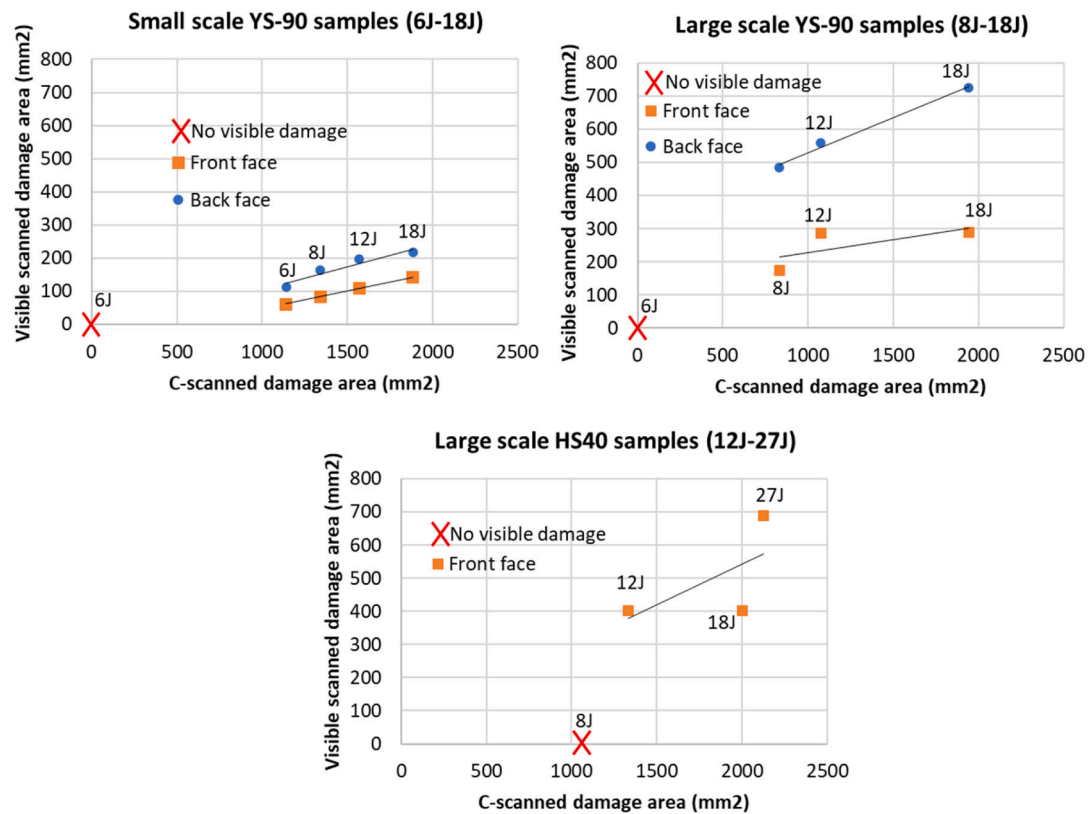 Small scale YS-90 samples (6J-18J)
Visible scanned damage area (mm2)
800
700
600
500
400
300
200
100
0
No visible damage
Front face
Back face
6J
6J
8J
12J
18J
0
500
1000
1500
2000
2500
C-scanned damage area (mm2)
Large scale YS-90 samples (8J-18J)
Visible scanned damage area (mm2)
800
700
600
500
400
300
200
100
0
No visible damage
Front face
Back face
12J
18J
6J
8J
12J
18J
0
500
1000
1500
2000
2500
C-scanned damage area (mm2)
Large scale HS40 samples (12J-27J)
Visible scanned damage area (mm2)
800
700
600
500
400
300
200
100
0
No visible damage
Front face
27J
12J
18J
8J
0
500
1000
1500
2000
2500
C-scanned damage area (mm2)